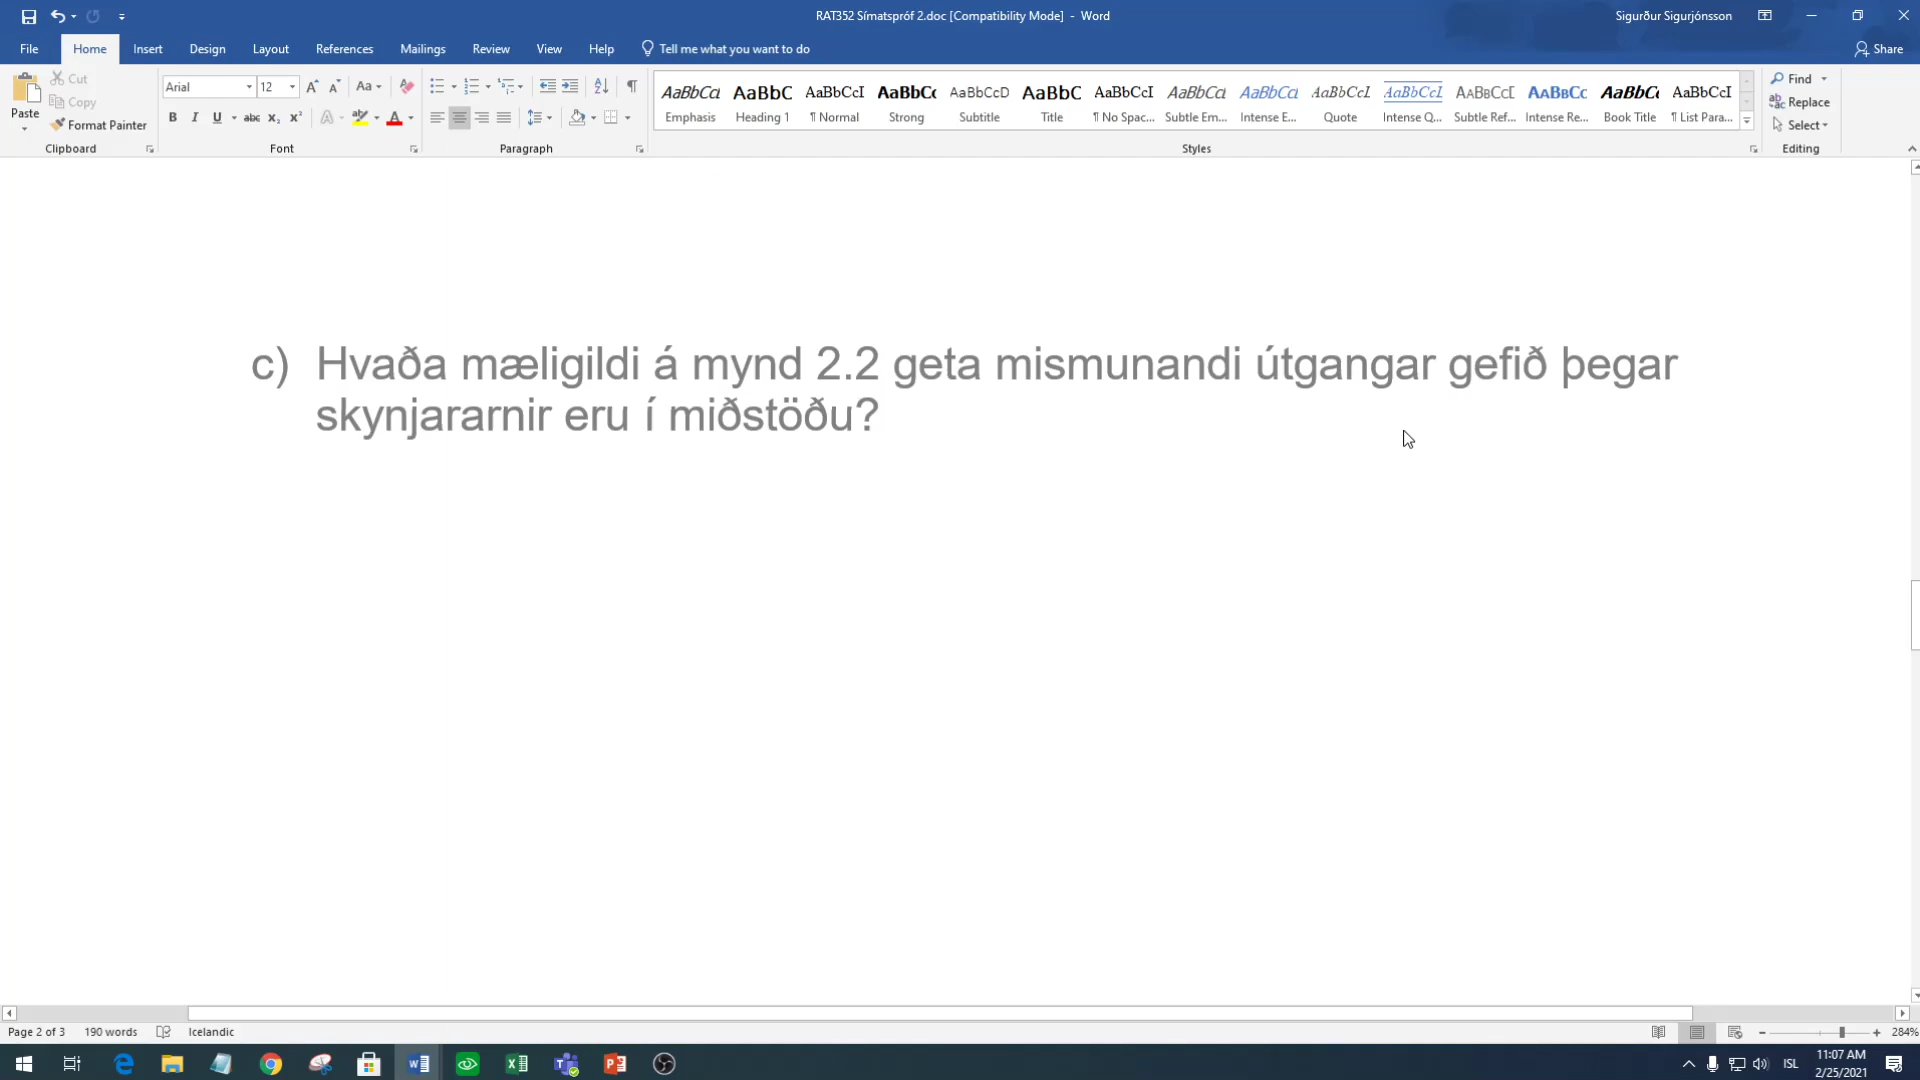 RAT352 Símatspróf 2.doc [Compatibility Mode] - Word
Sigurður Sigurjónsson
File Home Insert Design Layout References Mailings Review View Help Tell me what you want to do Share
Paste
Cut
Copy
Format Painter
Clipboard
Arial 12
Font
Paragraph
AaBbCcI AaBbC AaBbCcI AaBbCc AaBbCcD AaBbC AaBbCcI AaBbCcI AaBbCcI AaBbCcI AaBbCcI AaBbCcI AaBbCc AaBbCc AaBbCcI
Emphasis Heading 1 ¶ Normal Strong Subtitle Title ¶ No Spac... Subtle Em... Intense E... Quote Intense Q... Subtle Ref... Intense Re... Book Title ¶ List Para...
Styles
Find
Replace
Select
Editing
c) Hvaða mæligildi á mynd 2.2 geta mismunandi útgangar gefið þegar
skynjararnir eru í miðstöðu?
Page 2 of 3 190 words Icelandic 284%
ISL
11:07 AM
2/25/2021